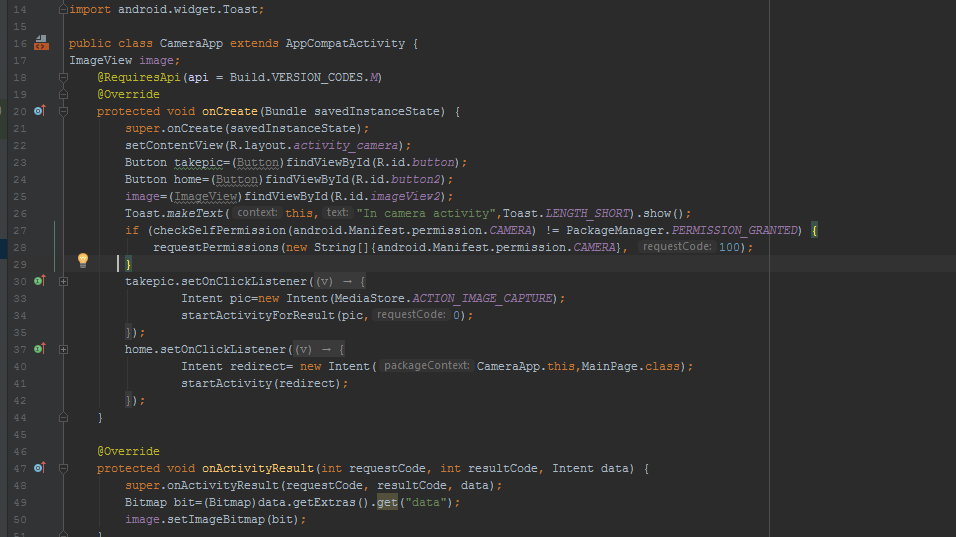 14 import android.widget.Toast;
15
16 public class CameraApp extends AppCompatActivity {
17 ImageView image;
18 @RequiresApi(api = Build.VERSION_CODES.M)
19 @Override
20 protected void onCreate(Bundle savedInstanceState) {
21 super.onCreate(savedInstanceState);
22 setContentView(R.layout.activity_camera);
23 Button takepic=(Button)findViewById(R.id.button);
24 Button home=(Button)findViewById(R.id.button2);
25 image=(ImageView)findViewById(R.id.imageView2);
26 Toast.makeText( context: this, text: "In camera activity",Toast.LENGTH_SHORT).show();
27 if (checkSelfPermission(android.Manifest.permission.CAMERA) != PackageManager.PERMISSION_GRANTED) {
28 requestPermissions(new String[]{android.Manifest.permission.CAMERA}, requestCode: 100);
29 }
30 takepic.setOnClickListener((v) → {
33 Intent pic=new Intent(MediaStore.ACTION_IMAGE_CAPTURE);
34 startActivityForResult(pic, requestCode: 0);
35 });
37 home.setOnClickListener((v) → {
40 Intent redirect= new Intent( packageContext: CameraApp.this,MainPage.class);
41 startActivity(redirect);
42 });
44 }
45
46 @Override
47 protected void onActivityResult(int requestCode, int resultCode, Intent data) {
48 super.onActivityResult(requestCode, resultCode, data);
49 Bitmap bit=(Bitmap)data.getExtras().get("data");
50 image.setImageBitmap(bit);
51 }